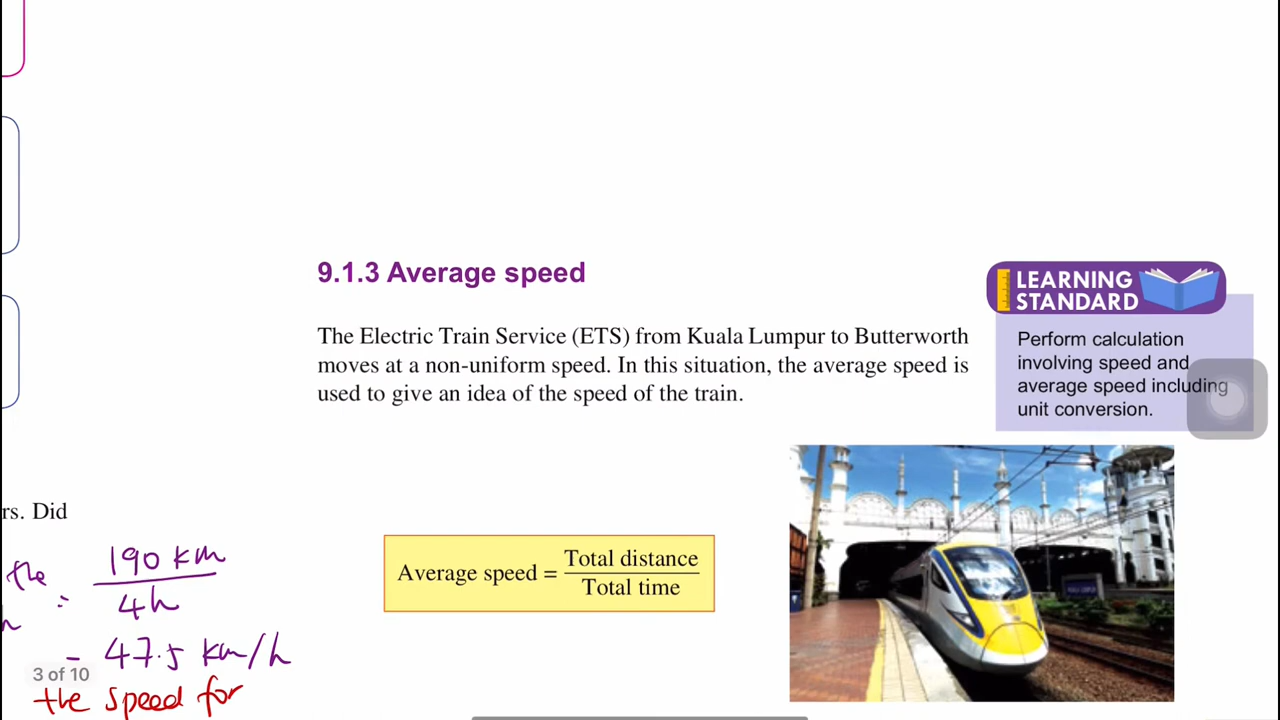 9.1.3 Average speed
LEARNING
STANDARD
Perform calculation
involving speed and
average speed including
unit conversion.
The Electric Train Service (ETS) from Kuala Lumpur to Butterworth
moves at a non-uniform speed. In this situation, the average speed is
used to give an idea of the speed of the train.
rs. Did
the = 190 km
4h
= 47.5 km/h
3 of 10
the speed for
Average speed = Total distance
Total time